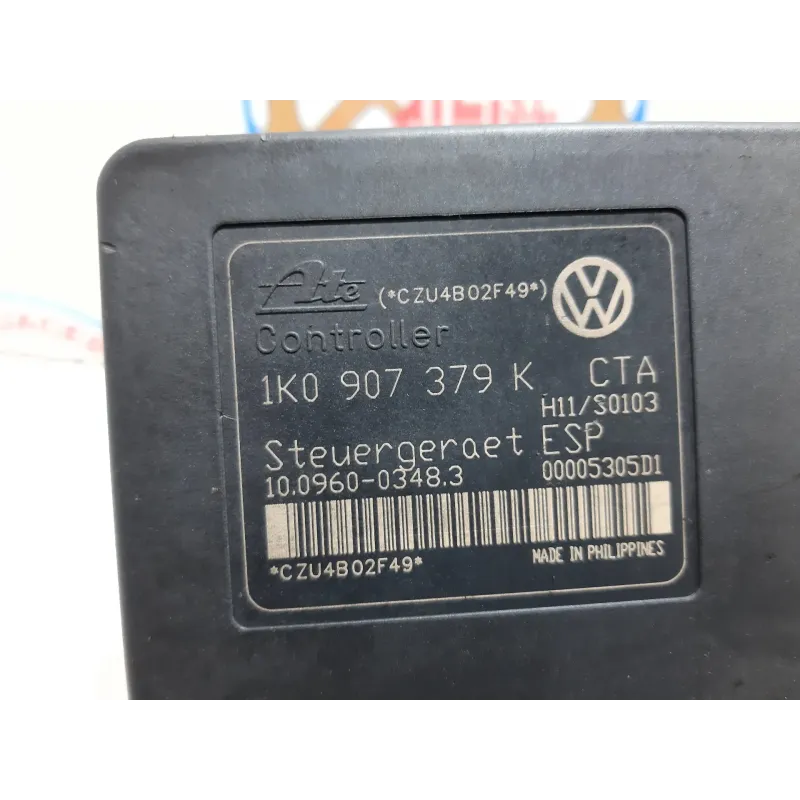 Ate (*CZU4B02F49*)
Controller
1K0 907 379 K CTA
H11/S0103
Steuergeraet ESP
10.0960-0348.3 00005305D1
*CZU4B02F49*
MADE IN PHILIPPINES